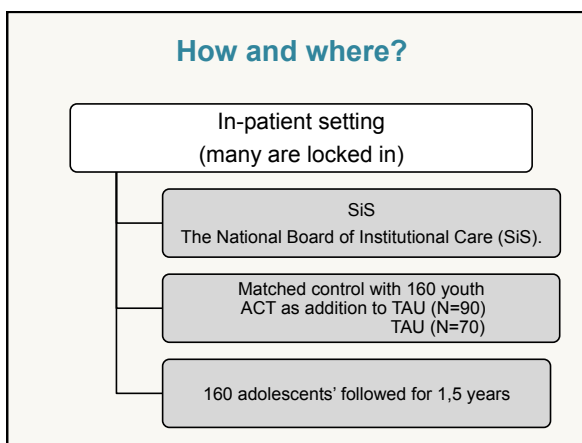 How and where?
In-patient setting
(many are locked in)
SiS
The National Board of Institutional Care (SiS).
Matched control with 160 youth
ACT as addition to TAU (N=90)
TAU (N=70)
160 adolescents’ followed for 1,5 years